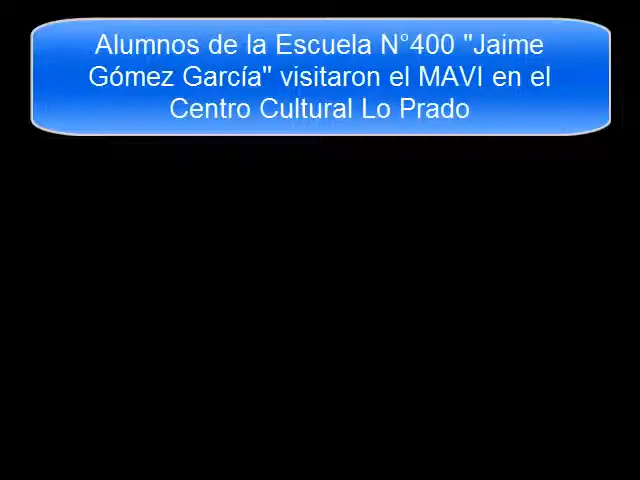 Alumnos de la Escuela N°400 "Jaime
Gómez García" visitaron el MAVI en el
Centro Cultural Lo Prado